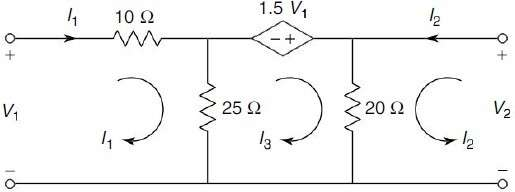 I₁ 10 Ω 1.5 V₁ I₂
− +
+ +
V₁ 25 Ω 20 Ω V₂
I₁ I₃ I₂
− −